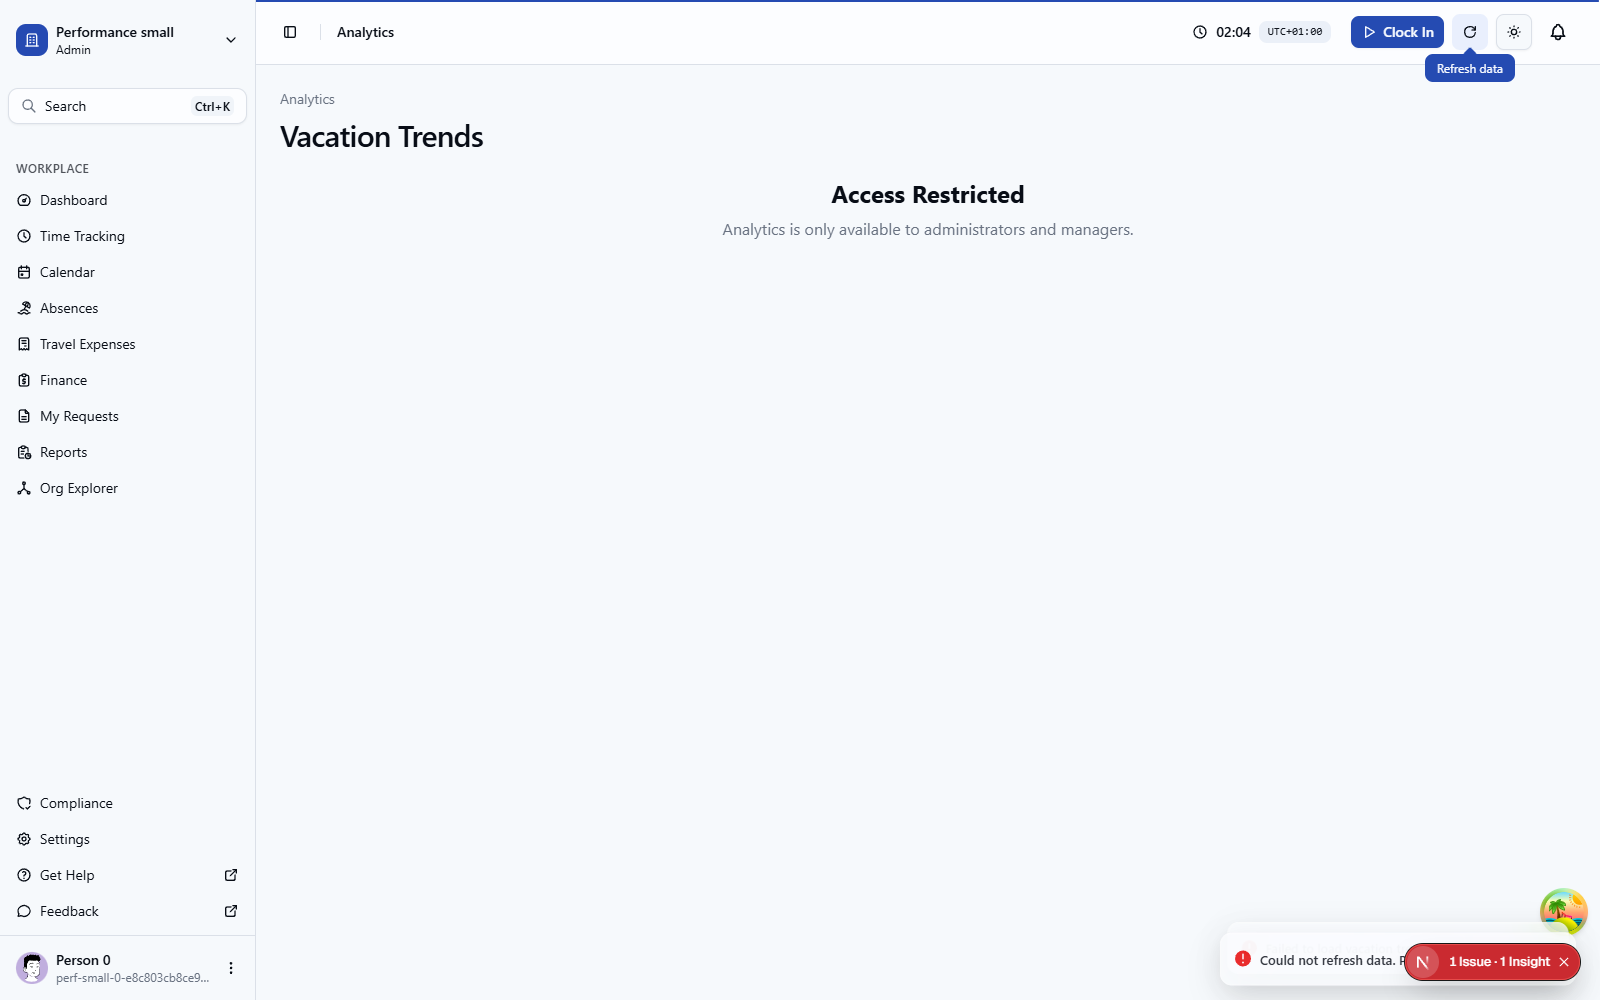 Performance small
Admin
Search
Ctrl+K
WORKPLACE
Dashboard
Time Tracking
Calendar
Absences
Travel Expenses
Finance
My Requests
Reports
Org Explorer
Compliance
Settings
Get Help
Feedback
Person 0
perf-small-0-e8c803cb8ce9...
Analytics
02:04
UTC+01:00
Clock In
Refresh data
Analytics
Vacation Trends
Access Restricted
Analytics is only available to administrators and managers.
Could not refresh data.
1 Issue · 1 Insight